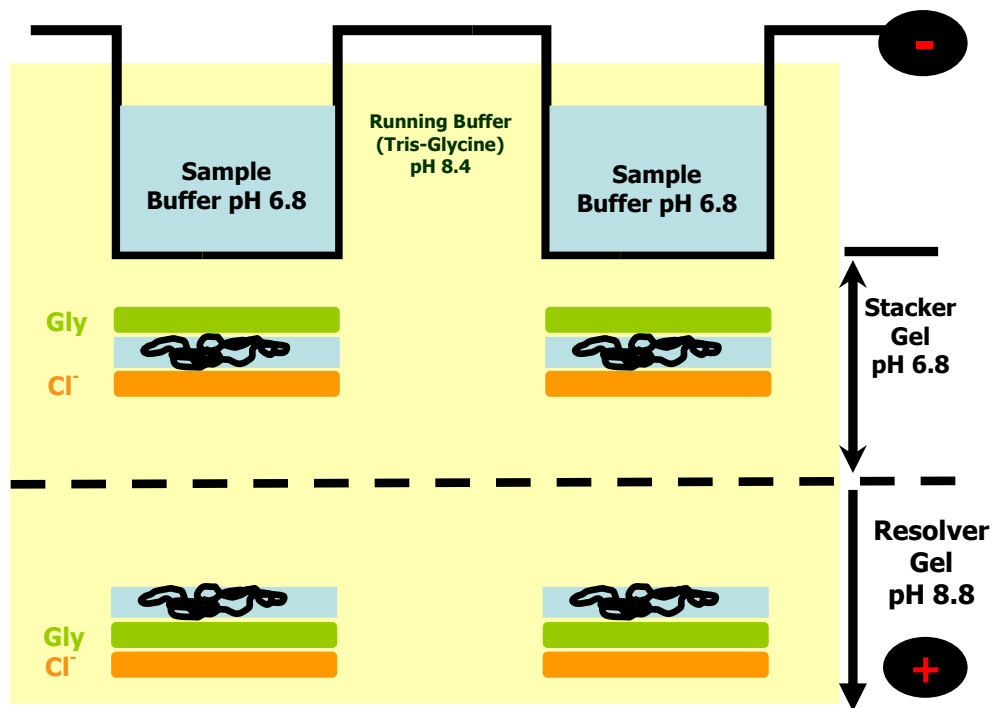 -
Running Buffer
(Tris-Glycine)
pH 8.4
Sample
Buffer pH 6.8
Sample
Buffer pH 6.8
Gly
Cl⁻
Stacker
Gel
pH 6.8
Resolver
Gel
pH 8.8
Gly
Cl⁻
+